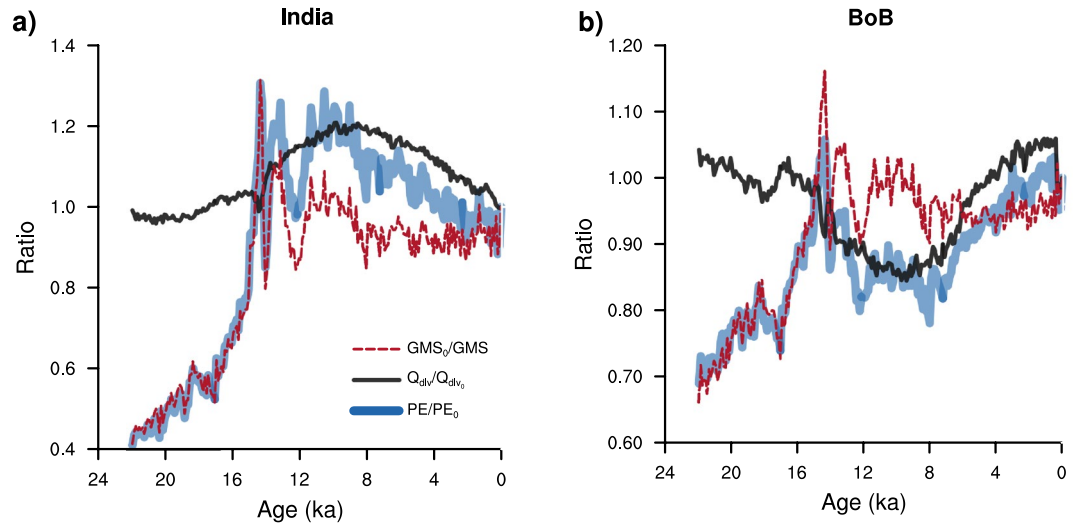 a)
India
1.4
1.2
1.0
0.8
0.6
0.4
Ratio
24 20 16 12 8 4 0
Age (ka)
GMS₀/GMS
Q_dlv/Q_dlv₀
PE/PE₀
b)
BoB
1.20
1.10
1.00
0.90
0.80
0.70
0.60
Ratio
24 20 16 12 8 4 0
Age (ka)